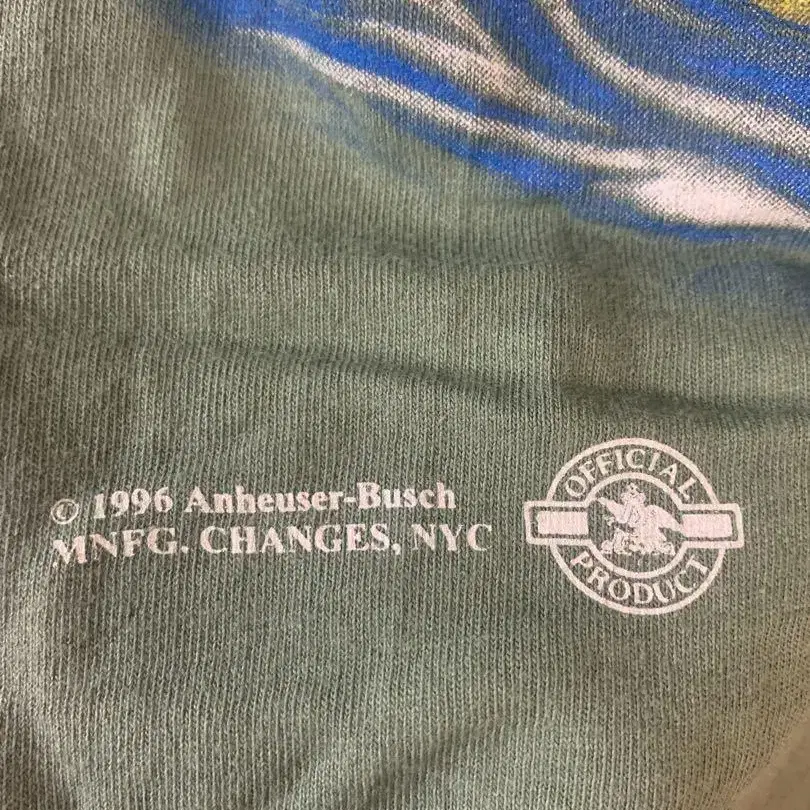 © 1996 Anheuser-Busch
MNFG. CHANGES, NYC
OFFICIAL
PRODUCT